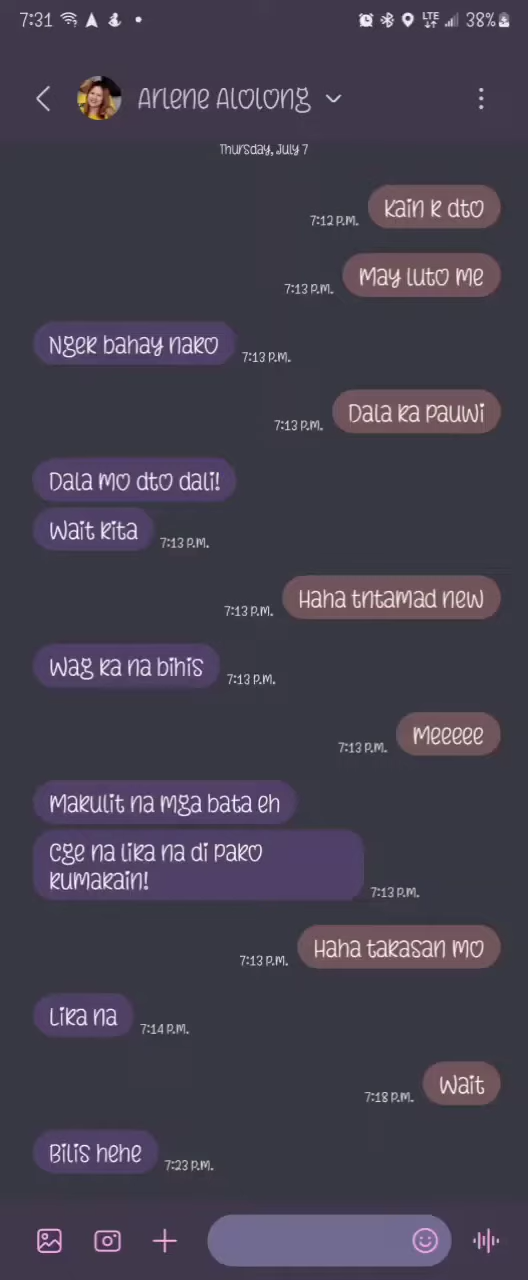 7:31 LTE 38%
Arlene Alolong
Thursday, July 7
Kain k dto
7:12 P.M.
May luto me
7:13 P.M.
Ngek bahay nako
7:13 P.M.
Dala ka pauwi
7:13 P.M.
Dala mo dto dali!
Wait kita
7:13 P.M.
Haha tntamad new
7:13 P.M.
Wag ka na bihis
7:13 P.M.
Meeeee
7:13 P.M.
Makulit na mga bata eh
Cge na lika na di pako
kumakain!
7:13 P.M.
Haha takasan mo
7:13 P.M.
Lika na
7:14 P.M.
Wait
7:18 P.M.
Bilis hehe
7:23 P.M.